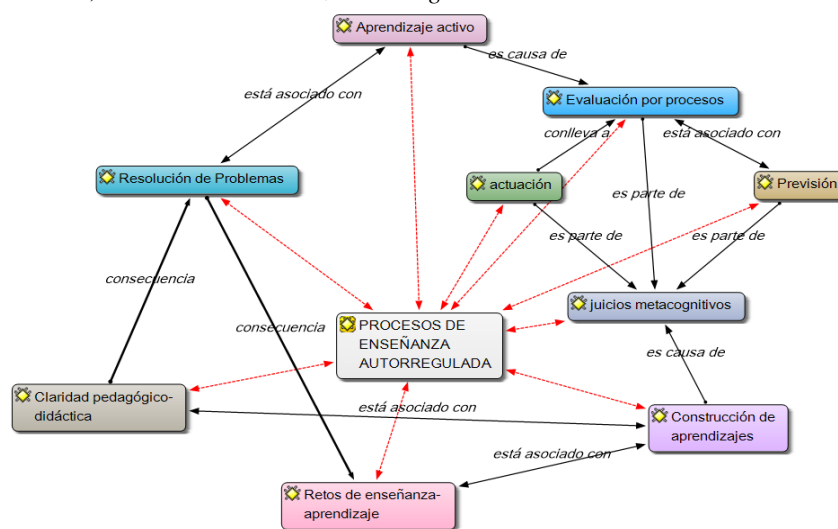 Aprendizaje activo
es causa de
está asociado con
Evaluación por procesos
conlleva a
está asociado con
Resolución de Problemas
actuación
Previsión
es parte de
es parte de
es parte de
consecuencia
juicios metacognitivos
consecuencia
PROCESOS DE
ENSEÑANZA
AUTORREGULADA
es causa de
Claridad pedagógico-
didáctica
está asociado con
Construcción de
aprendizajes
está asociado con
Retos de enseñanza-
aprendizaje